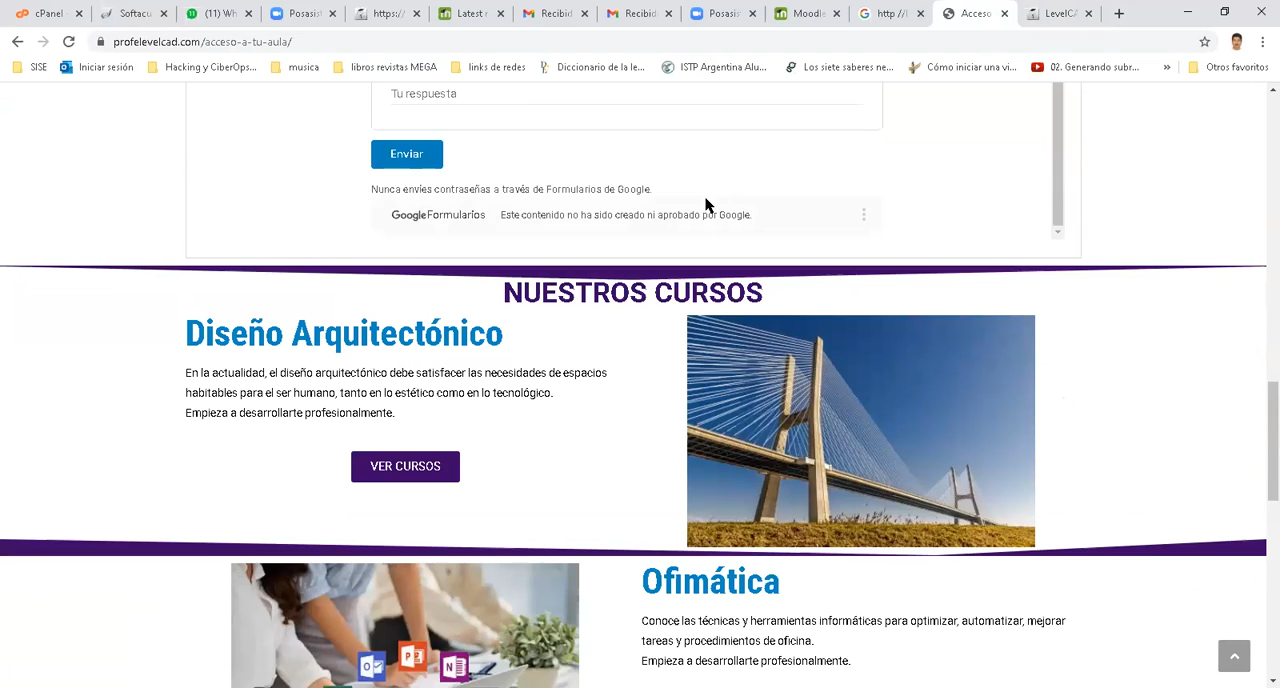 cPanel
Softacu
(11) Wh
Posasist
https:/
Latest r
Recibid
Recibid
Posasis
Moodle
http://l
Acceso
LevelCA
profelevelcad.com/acceso-a-tu-aula/
SISE
Iniciar sesión
Hacking y CiberOps...
musica
libros revistas MEGA
links de redes
Diccionario de la le...
ISTP Argentina Alu...
Los siete saberes ne...
Cómo iniciar una vi...
02. Generando subr...
»
Otros favoritos
Tu respuesta
Enviar
Nunca envíes contraseñas a través de Formularios de Google.
Google Formularios Este contenido no ha sido creado ni aprobado por Google.
NUESTROS CURSOS
Diseño Arquitectónico
En la actualidad, el diseño arquitectónico debe satisfacer las necesidades de espacios
habitables para el ser humano, tanto en lo estético como en lo tecnológico.
Empieza a desarrollarte profesionalmente.
VER CURSOS
Ofimática
Conoce las técnicas y herramientas informáticas para optimizar, automatizar, mejorar
tareas y procedimientos de oficina.
Empieza a desarrollarte profesionalmente.